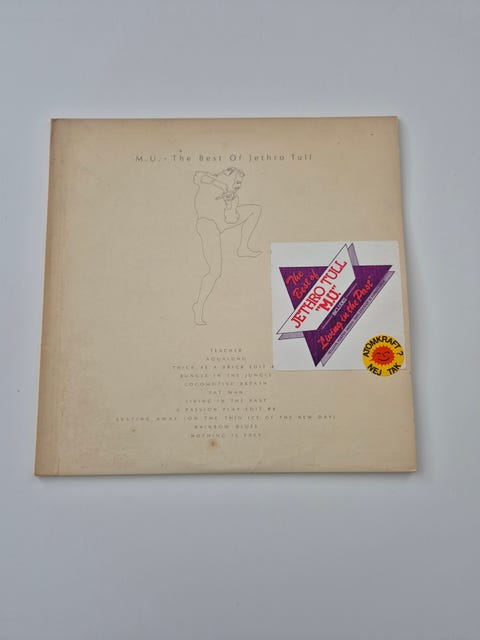 M.U. - The Best Of Jethro Tull
The
Best of
JETHRO TULL
"M.U."
INCLUDES
"Living in the Past"
ATOMKRAFT?
NEJ TAK
TEACHER
AQUALUNG
THICK AS A BRICK EDIT #
BUNGLE IN THE JUNGLE
LOCOMOTIVE BREATH
FAT MAN
LIVING IN THE PAST
A PASSION PLAY EDIT #8
SKATING AWAY (ON THE THIN ICE OF THE NEW DAY)
RAINBOW BLUES
NOTHING IS EASY